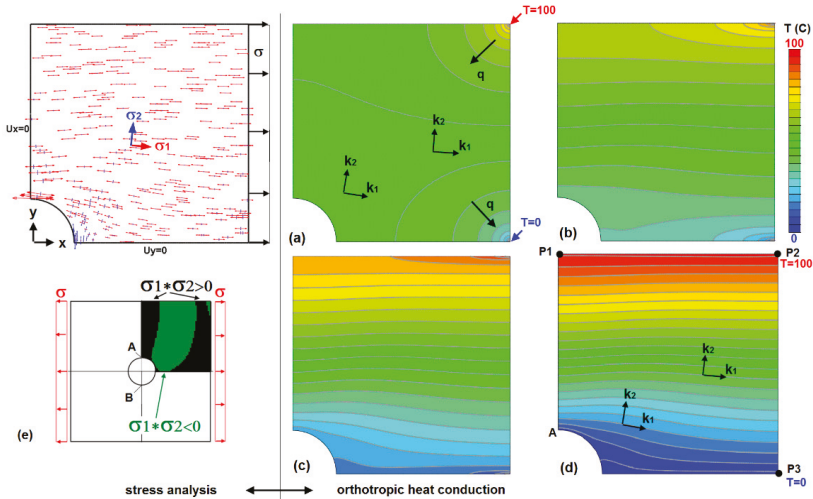 σ
Ux=0
σ2
σ1
y
x
Uy=0
T=100
q
k2
k1
k2
k1
q
T=0
(a)
(b)
T (C)
100
0
σ1*σ2>0
σ
σ
A
B
σ1*σ2<0
(e)
(c)
P1
P2
T=100
k2
k1
k2
k1
A
P3
T=0
(d)
stress analysis
orthotropic heat conduction